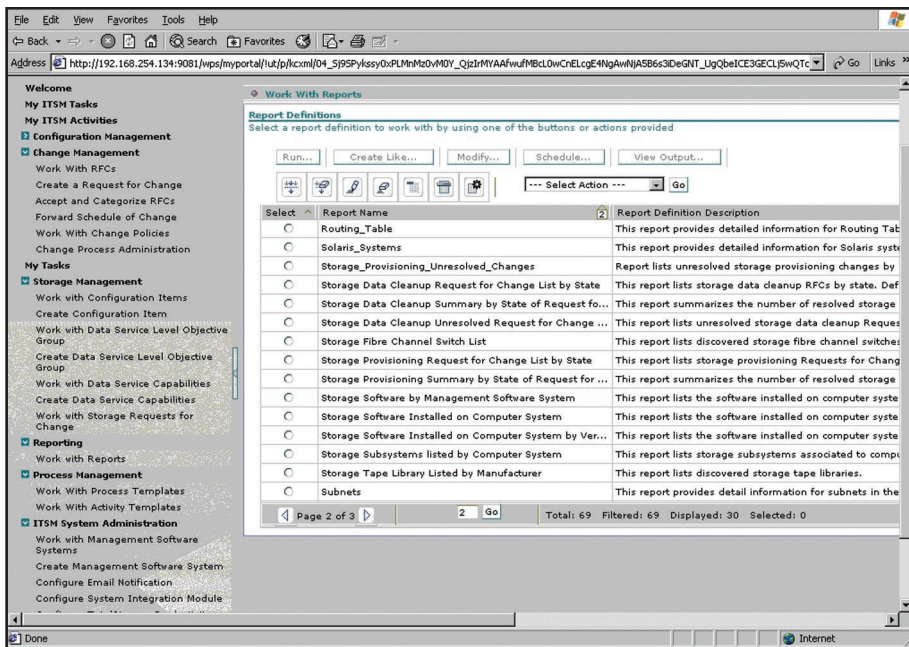 File Edit View Favorites Tools Help
Back Search Favorites
Address http://192.168.254.134:9081/wps/myportal/!ut/p/kcxml/ Go Links »
Welcome
My ITSM Tasks
My ITSM Activities
Configuration Management
Change Management
Work With RFCs
Create a Request for Change
Accept and Categorize RFCs
Forward Schedule of Change
Work With Change Policies
Change Process Administration
My Tasks
Storage Management
Work with Configuration Items
Create Configuration Item
Work with Data Service Level Objective
Group
Create Data Service Level Objective
Group
Work with Data Service Capabilities
Create Data Service Capabilities
Work with Storage Requests for
Change
Reporting
Work with Reports
Process Management
Work With Process Templates
Work With Activity Templates
ITSM System Administration
Work with Management Software
Systems
Create Management Software System
Configure Email Notification
Configure System Integration Module
Work With Reports
Report Definitions
Select a report definition to work with by using one of the buttons or actions provided
Run... Create Like... Modify... Schedule... View Output...
--- Select Action --- Go
Select ^ Report Name 2 Report Definition Description
Routing_Table This report provides detailed information for Routing Tab
Solaris_Systems This report provides detailed information for Solaris syste
Storage_Provisioning_Unresolved_Changes Report lists unresolved storage provisioning changes by
Storage Data Cleanup Request for Change List by State This report lists storage data cleanup RFCs by state. Def
Storage Data Cleanup Summary by State of Request fo... This report summarizes the number of resolved storage
Storage Data Cleanup Unresolved Request for Change ... This report lists unresolved storage data cleanup Reques
Storage Fibre Channel Switch List This report lists discovered storage fibre channel switches
Storage Provisioning Request for Change List by State This report lists storage provisioning Requests for Chang
Storage Provisioning Summary by State of Request for ... This report summarizes the number of resolved storage
Storage Software by Management Software System This report lists the software installed on computer syste
Storage Software Installed on Computer System This report lists the software installed on computer syste
Storage Software Installed on Computer System by Ver... This report lists the software installed on computer syste
Storage Subsystems listed by Computer System This report lists storage subsystems associated to compu
Storage Tape Library Listed by Manufacturer This report lists discovered storage tape libraries.
Subnets This report provides detail information for subnets in the
Page 2 of 3 2 Go Total: 69 Filtered: 69 Displayed: 30 Selected: 0
Done Internet